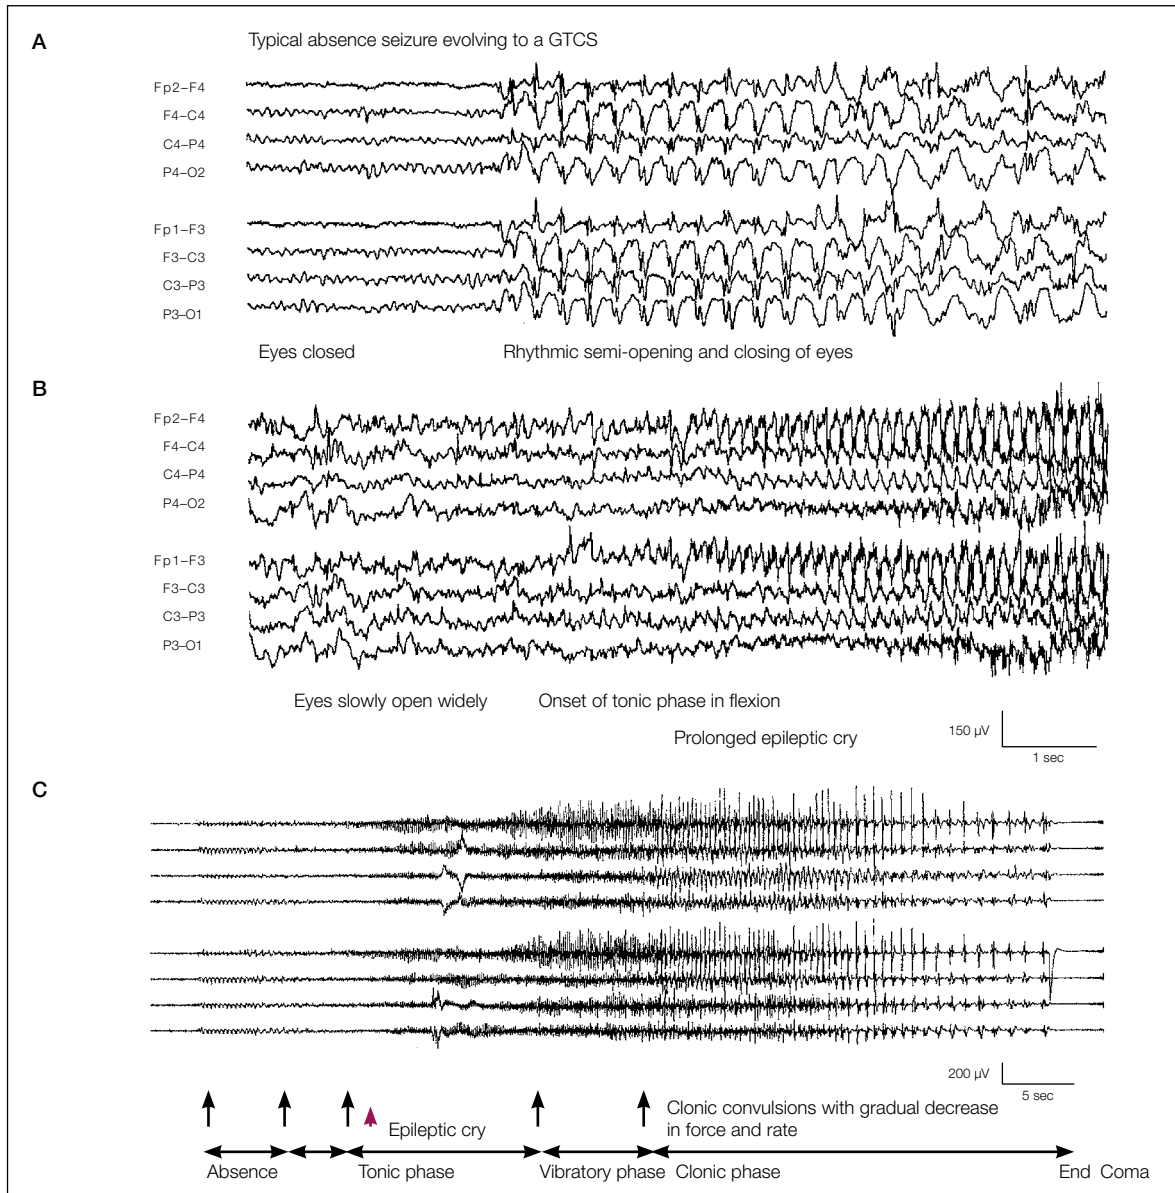 A
Typical absence seizure evolving to a GTCS
Fp2–F4
F4–C4
C4–P4
P4–O2
Fp1–F3
F3–C3
C3–P3
P3–O1
Eyes closed
Rhythmic semi-opening and closing of eyes
B
Fp2–F4
F4–C4
C4–P4
P4–O2
Fp1–F3
F3–C3
C3–P3
P3–O1
Eyes slowly open widely
Onset of tonic phase in flexion
Prolonged epileptic cry
150 µV
1 sec
C
200 µV
5 sec
Epileptic cry
Clonic convulsions with gradual decrease
in force and rate
Absence
Tonic phase
Vibratory phase
Clonic phase
End
Coma